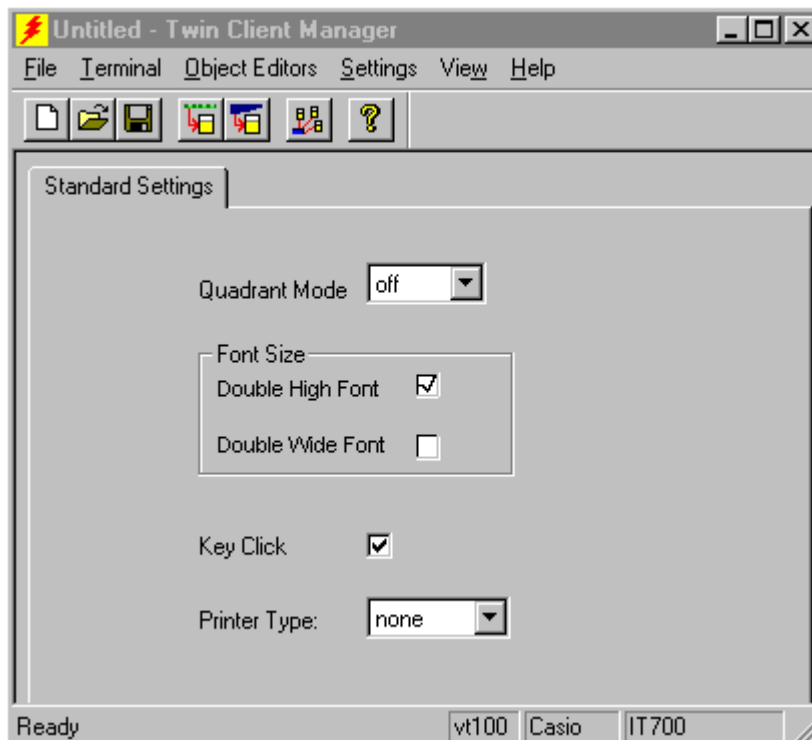 Untitled - Twin Client Manager
File Terminal Object Editors Settings View Help
Standard Settings
Quadrant Mode off
Font Size
Double High Font
Double Wide Font
Key Click
Printer Type: none
Ready vt100 Casio IT700